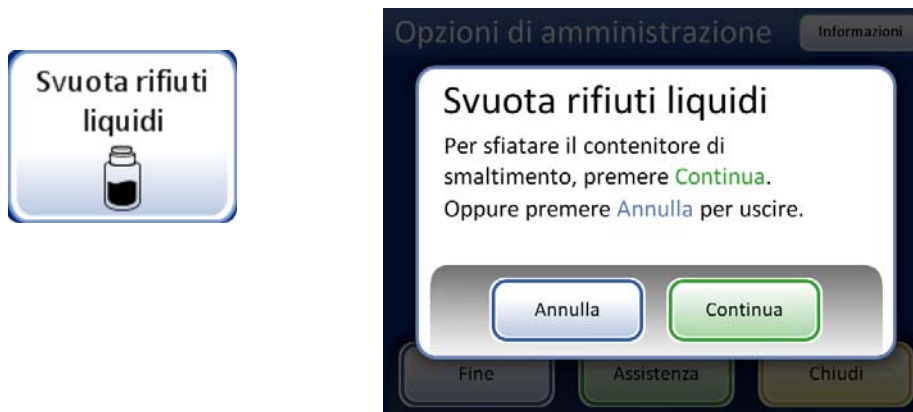 Svuota rifiuti
liquidi
Opzioni di amministrazione
Informazioni
Svuota rifiuti liquidi
Per sfiatare il contenitore di
smaltimento, premere Continua.
Oppure premere Annulla per uscire.
Annulla
Continua
Fine
Assistenza
Chiudi